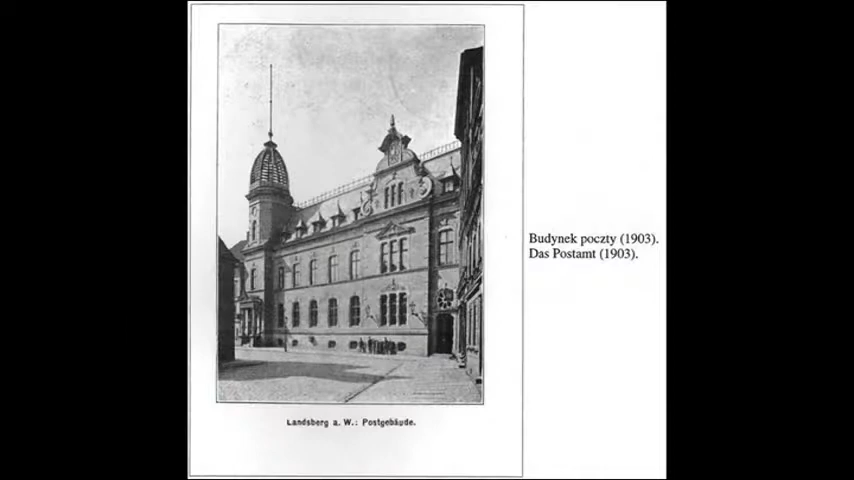 Budynek poczty (1903).
Das Postamt (1903).
Landsberg a. W.: Postgebäude.